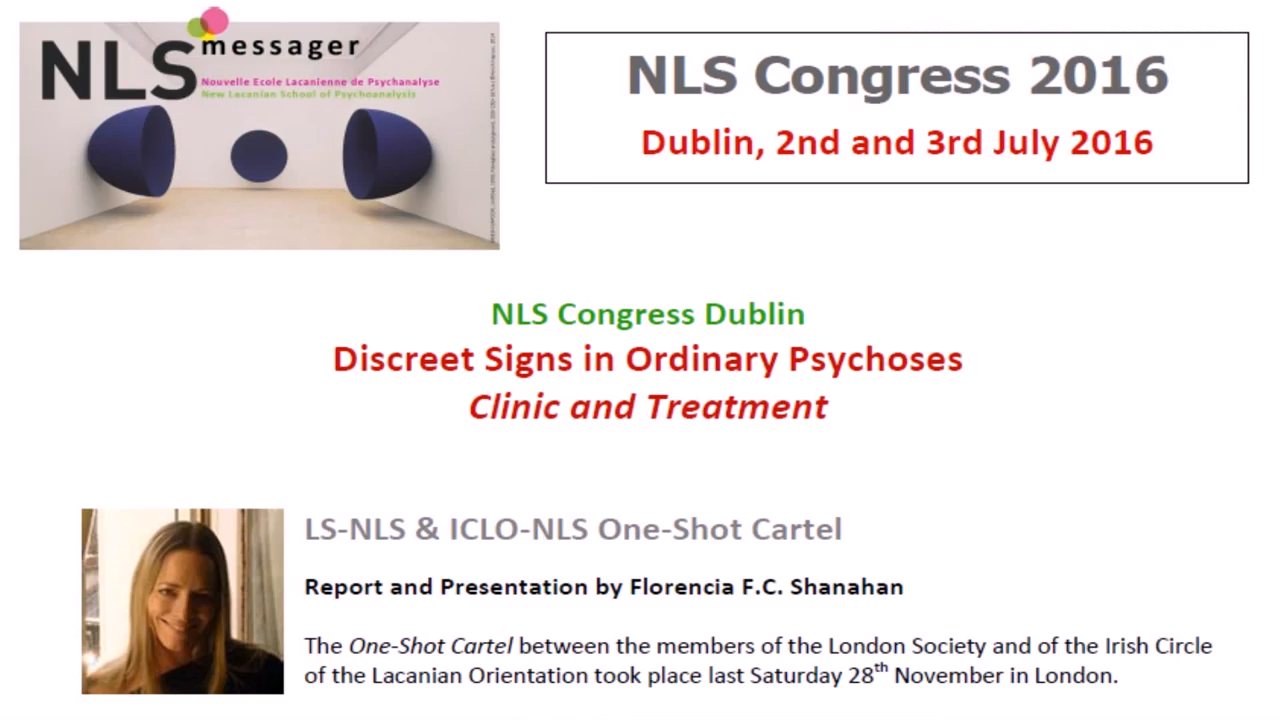 NLS messager
Nouvelle Ecole Lacanienne de Psychanalyse
New Lacanian School of Psychoanalysis
NLS Congress 2016
Dublin, 2nd and 3rd July 2016
NLS Congress Dublin
Discreet Signs in Ordinary Psychoses
Clinic and Treatment
LS-NLS & ICLO-NLS One-Shot Cartel
Report and Presentation by Florencia F.C. Shanahan
The One-Shot Cartel between the members of the London Society and of the Irish Circle
of the Lacanian Orientation took place last Saturday 28th November in London.